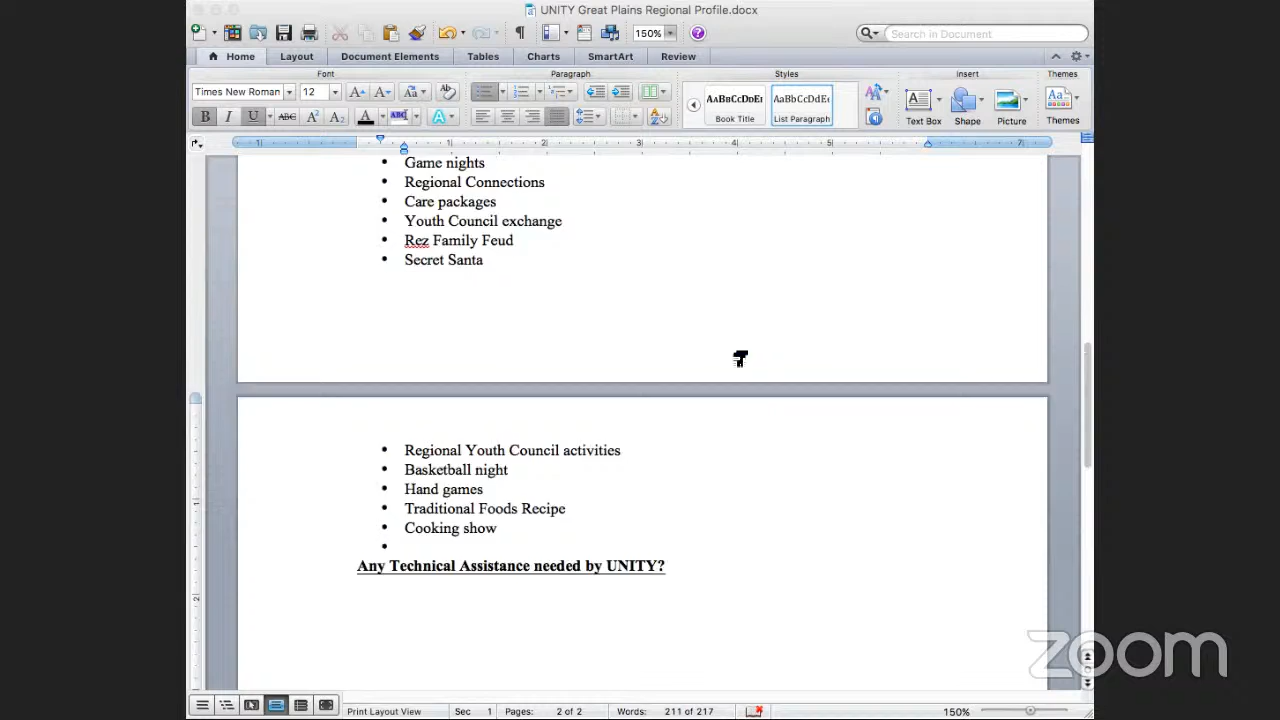 UNITY Great Plains Regional Profile.docx
150%
Search in Document
Home Layout Document Elements Tables Charts SmartArt Review
Font Paragraph Styles Insert Themes
Times New Roman 12
AaBbCcDdEe AaBbCcDdEe
Book Title List Paragraph
Text Box Shape Picture Themes
• Game nights
• Regional Connections
• Care packages
• Youth Council exchange
• Rez Family Feud
• Secret Santa
• Regional Youth Council activities
• Basketball night
• Hand games
• Traditional Foods Recipe
• Cooking show
•
Any Technical Assistance needed by UNITY?
zoom
Print Layout View Sec 1 Pages: 2 of 2 Words: 211 of 217 150%